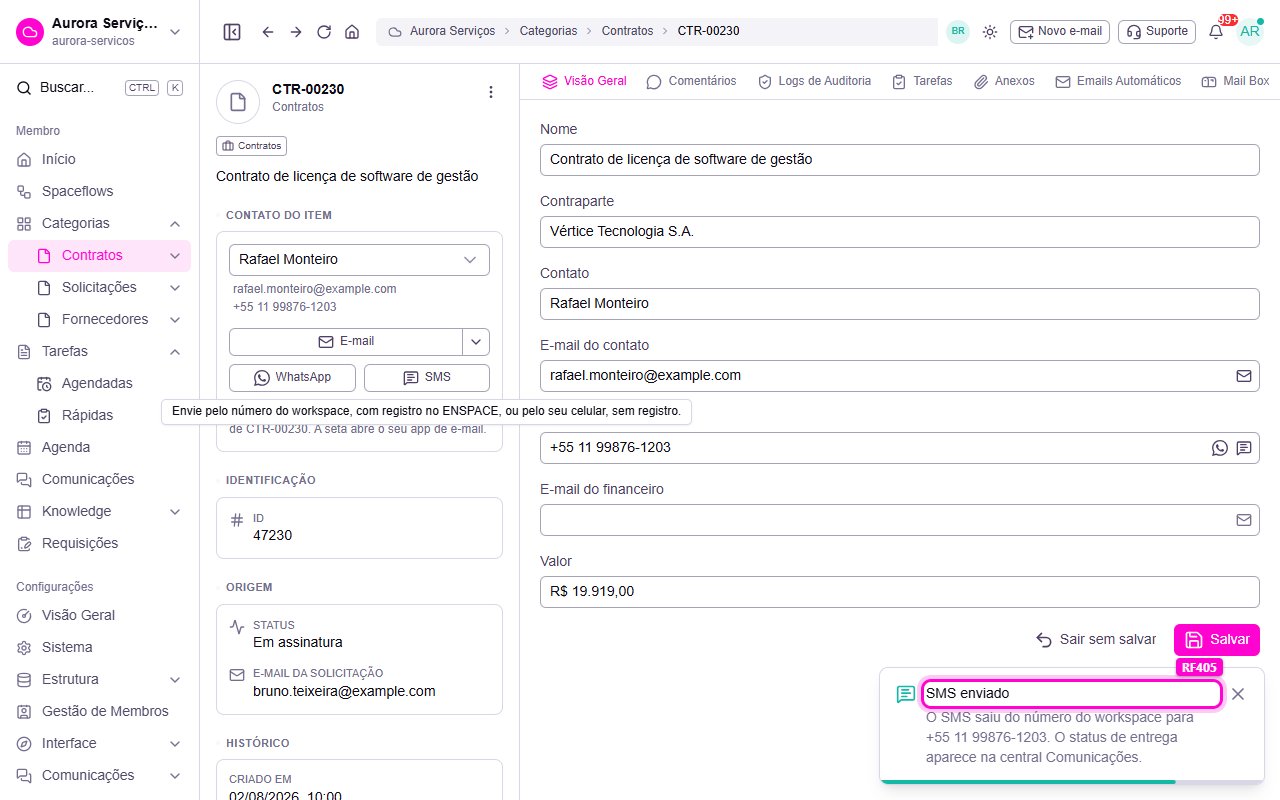 Aurora Serviç...
aurora-servicos
Aurora Serviços
Categorias
Contratos
CTR-00230
BR
Novo e-mail
Suporte
99+
AR
Buscar...
CTRL
K
Membro
Início
Spaceflows
Categorias
Contratos
Solicitações
Fornecedores
Tarefas
Agendadas
Rápidas
Agenda
Comunicações
Knowledge
Requisições
Configurações
Visão Geral
Sistema
Estrutura
Gestão de Membros
Interface
Comunicações
CTR-00230
Contratos
Contratos
Contrato de licença de software de gestão
CONTATO DO ITEM
Rafael Monteiro
rafael.monteiro@example.com
+55 11 99876-1203
E-mail
WhatsApp
SMS
Envie pelo número do workspace, com registro no ENSPACE, ou pelo seu celular, sem registro.
de CTR-00230. A seta abre o seu app de e-mail.
IDENTIFICAÇÃO
ID
47230
ORIGEM
STATUS
Em assinatura
E-MAIL DA SOLICITAÇÃO
bruno.teixeira@example.com
HISTÓRICO
CRIADO EM
02/08/2026, 10:00
Visão Geral
Comentários
Logs de Auditoria
Tarefas
Anexos
Emails Automáticos
Mail Box
Nome
Contrato de licença de software de gestão
Contraparte
Vértice Tecnologia S.A.
Contato
Rafael Monteiro
E-mail do contato
rafael.monteiro@example.com
+55 11 99876-1203
E-mail do financeiro
Valor
R$ 19.919,00
Sair sem salvar
Salvar
RF405
SMS enviado
O SMS saiu do número do workspace para
+55 11 99876-1203. O status de entrega
aparece na central Comunicações.